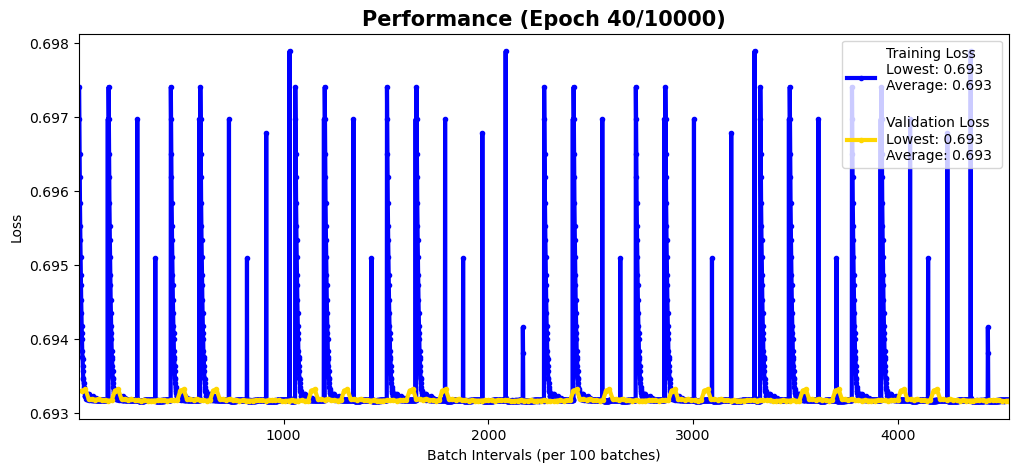 Performance (Epoch 40/10000)
0.698
0.697
0.696
0.695
0.694
0.693
Loss
Training Loss
Lowest: 0.693
Average: 0.693
Validation Loss
Lowest: 0.693
Average: 0.693
1000
2000
3000
4000
Batch Intervals (per 100 batches)